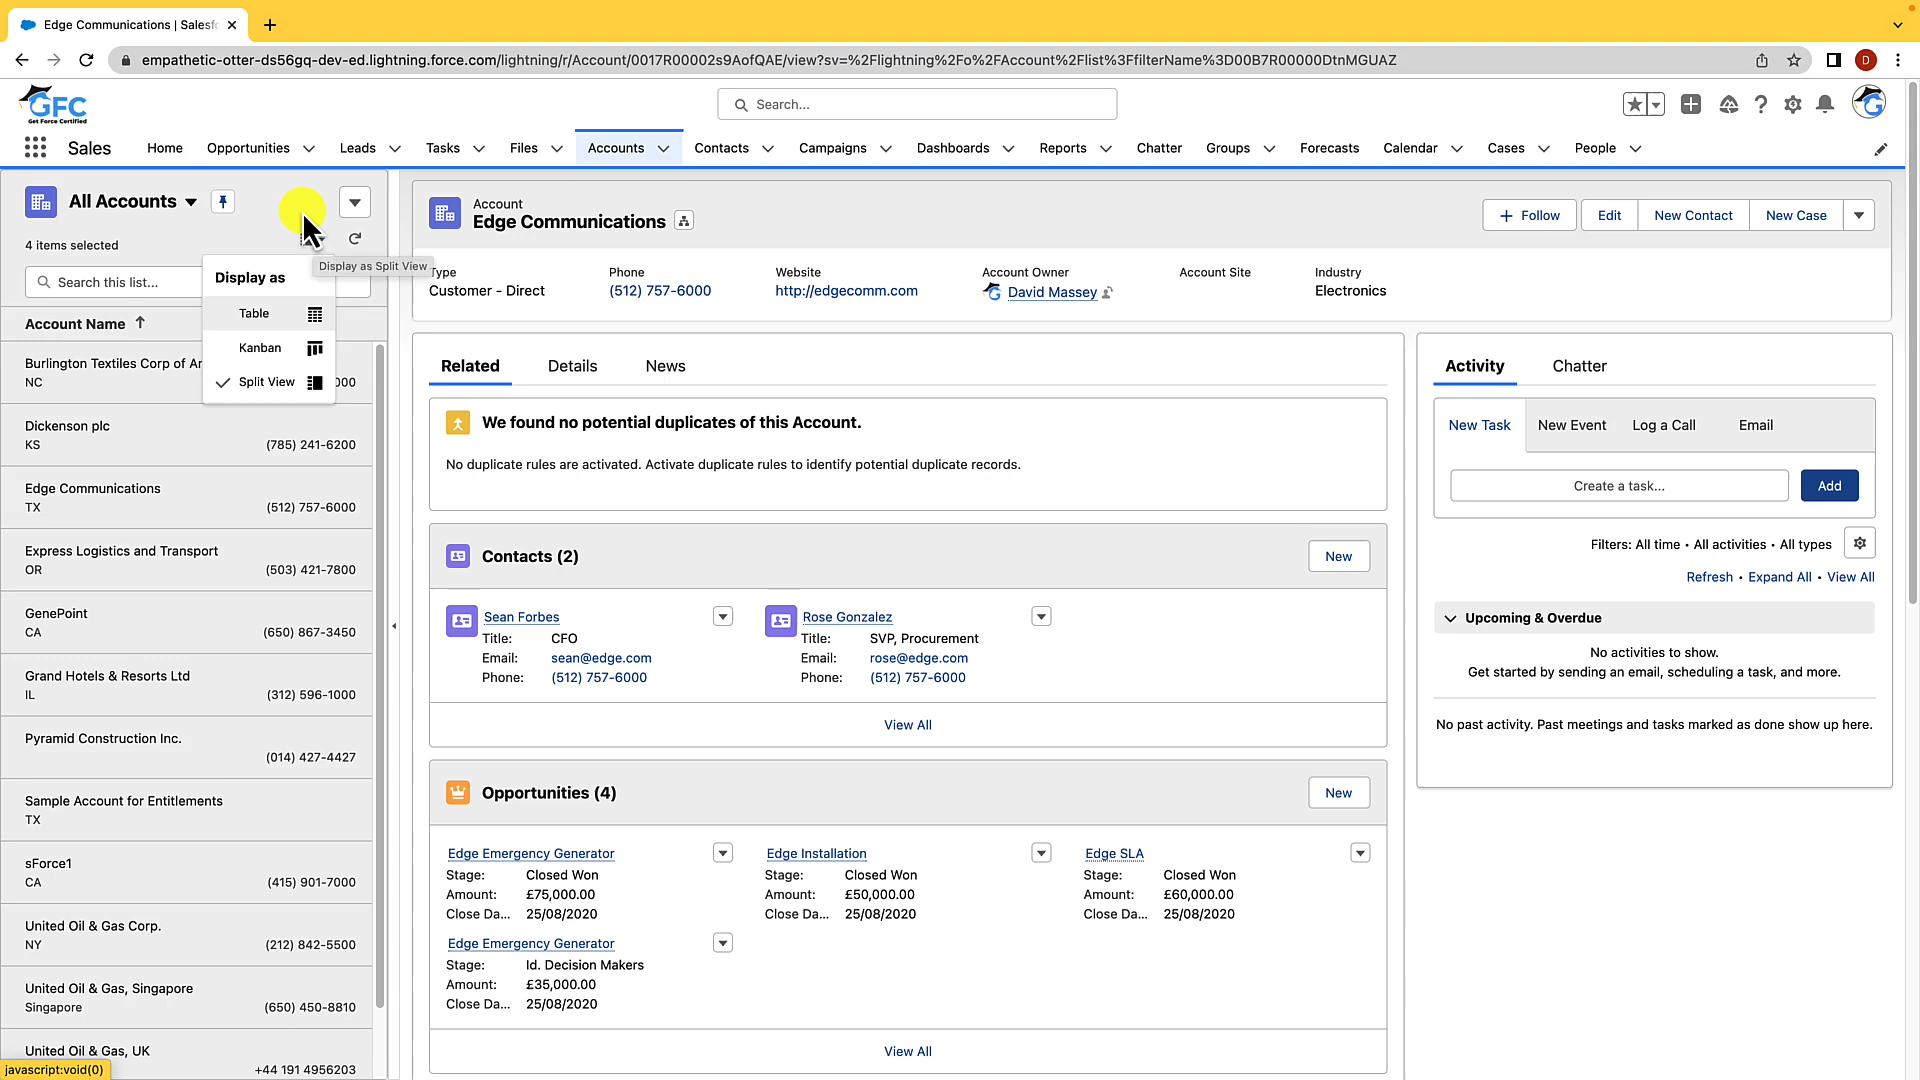 Edge Communications | Salesfo
empathetic-otter-ds56gq-dev-ed.lightning.force.com/lightning/r/Account/0017R00002s9AofQAE/view?sv=%2Flightning%2Fo%2FAccount%2Flist%3FfilterName%3D00B7R00000DtnMGUAZ
D
GFC
Get Force Certified
Search...
Sales
Home
Opportunities
Leads
Tasks
Files
Accounts
Contacts
Campaigns
Dashboards
Reports
Chatter
Groups
Forecasts
Calendar
Cases
People
All Accounts
4 items selected
Search this list...
Display as
Display as Split View
Table
Kanban
Split View
Account Name
Burlington Textiles Corp of Am
NC
000
Dickenson plc
KS (785) 241-6200
Edge Communications
TX (512) 757-6000
Express Logistics and Transport
OR (503) 421-7800
GenePoint
CA (650) 867-3450
Grand Hotels & Resorts Ltd
IL (312) 596-1000
Pyramid Construction Inc.
(014) 427-4427
Sample Account for Entitlements
TX
sForce1
CA (415) 901-7000
United Oil & Gas Corp.
NY (212) 842-5500
United Oil & Gas, Singapore
Singapore (650) 450-8810
United Oil & Gas, UK
+44 191 4956203
javascript:void(0)
Account
Edge Communications
Follow
Edit
New Contact
New Case
Type
Customer - Direct
Phone
(512) 757-6000
Website
http://edgecomm.com
Account Owner
David Massey
Account Site
Industry
Electronics
Related
Details
News
We found no potential duplicates of this Account.
No duplicate rules are activated. Activate duplicate rules to identify potential duplicate records.
Contacts (2)
New
Sean Forbes
Title: CFO
Email: sean@edge.com
Phone: (512) 757-6000
Rose Gonzalez
Title: SVP, Procurement
Email: rose@edge.com
Phone: (512) 757-6000
View All
Opportunities (4)
New
Edge Emergency Generator
Stage: Closed Won
Amount: £75,000.00
Close Da... 25/08/2020
Edge Installation
Stage: Closed Won
Amount: £50,000.00
Close Da... 25/08/2020
Edge SLA
Stage: Closed Won
Amount: £60,000.00
Close Da... 25/08/2020
Edge Emergency Generator
Stage: Id. Decision Makers
Amount: £35,000.00
Close Da... 25/08/2020
View All
Activity
Chatter
New Task
New Event
Log a Call
Email
Create a task...
Add
Filters: All time • All activities • All types
Refresh • Expand All • View All
Upcoming & Overdue
No activities to show.
Get started by sending an email, scheduling a task, and more.
No past activity. Past meetings and tasks marked as done show up here.